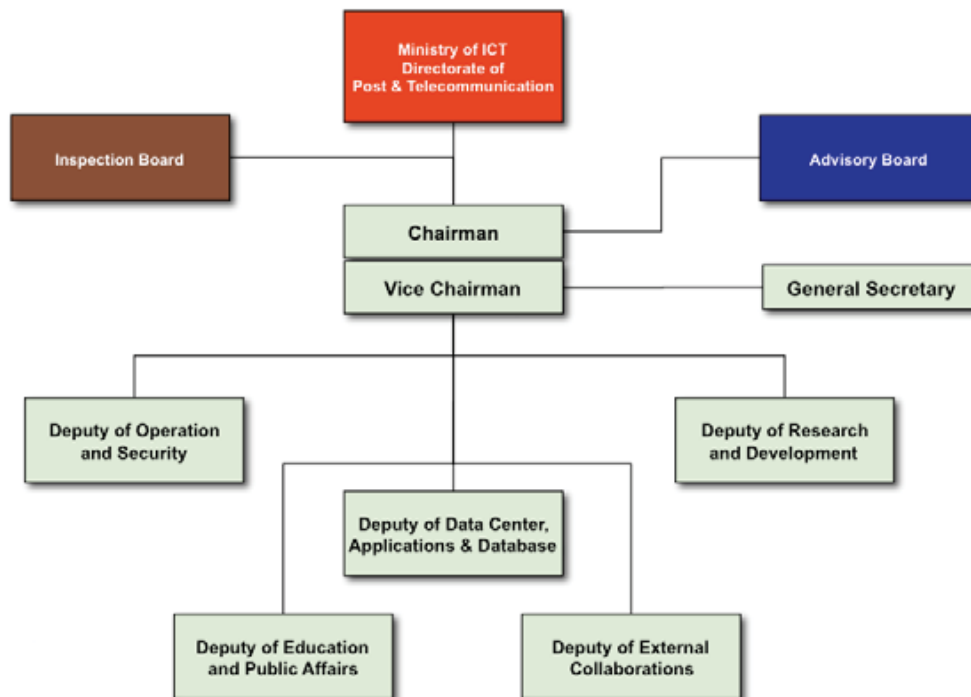 Ministry of ICT
Directorate of
Post & Telecommunication
Inspection Board
Advisory Board
Chairman
Vice Chairman
General Secretary
Deputy of Operation
and Security
Deputy of Research
and Development
Deputy of Data Center,
Applications & Database
Deputy of Education
and Public Affairs
Deputy of External
Collaborations